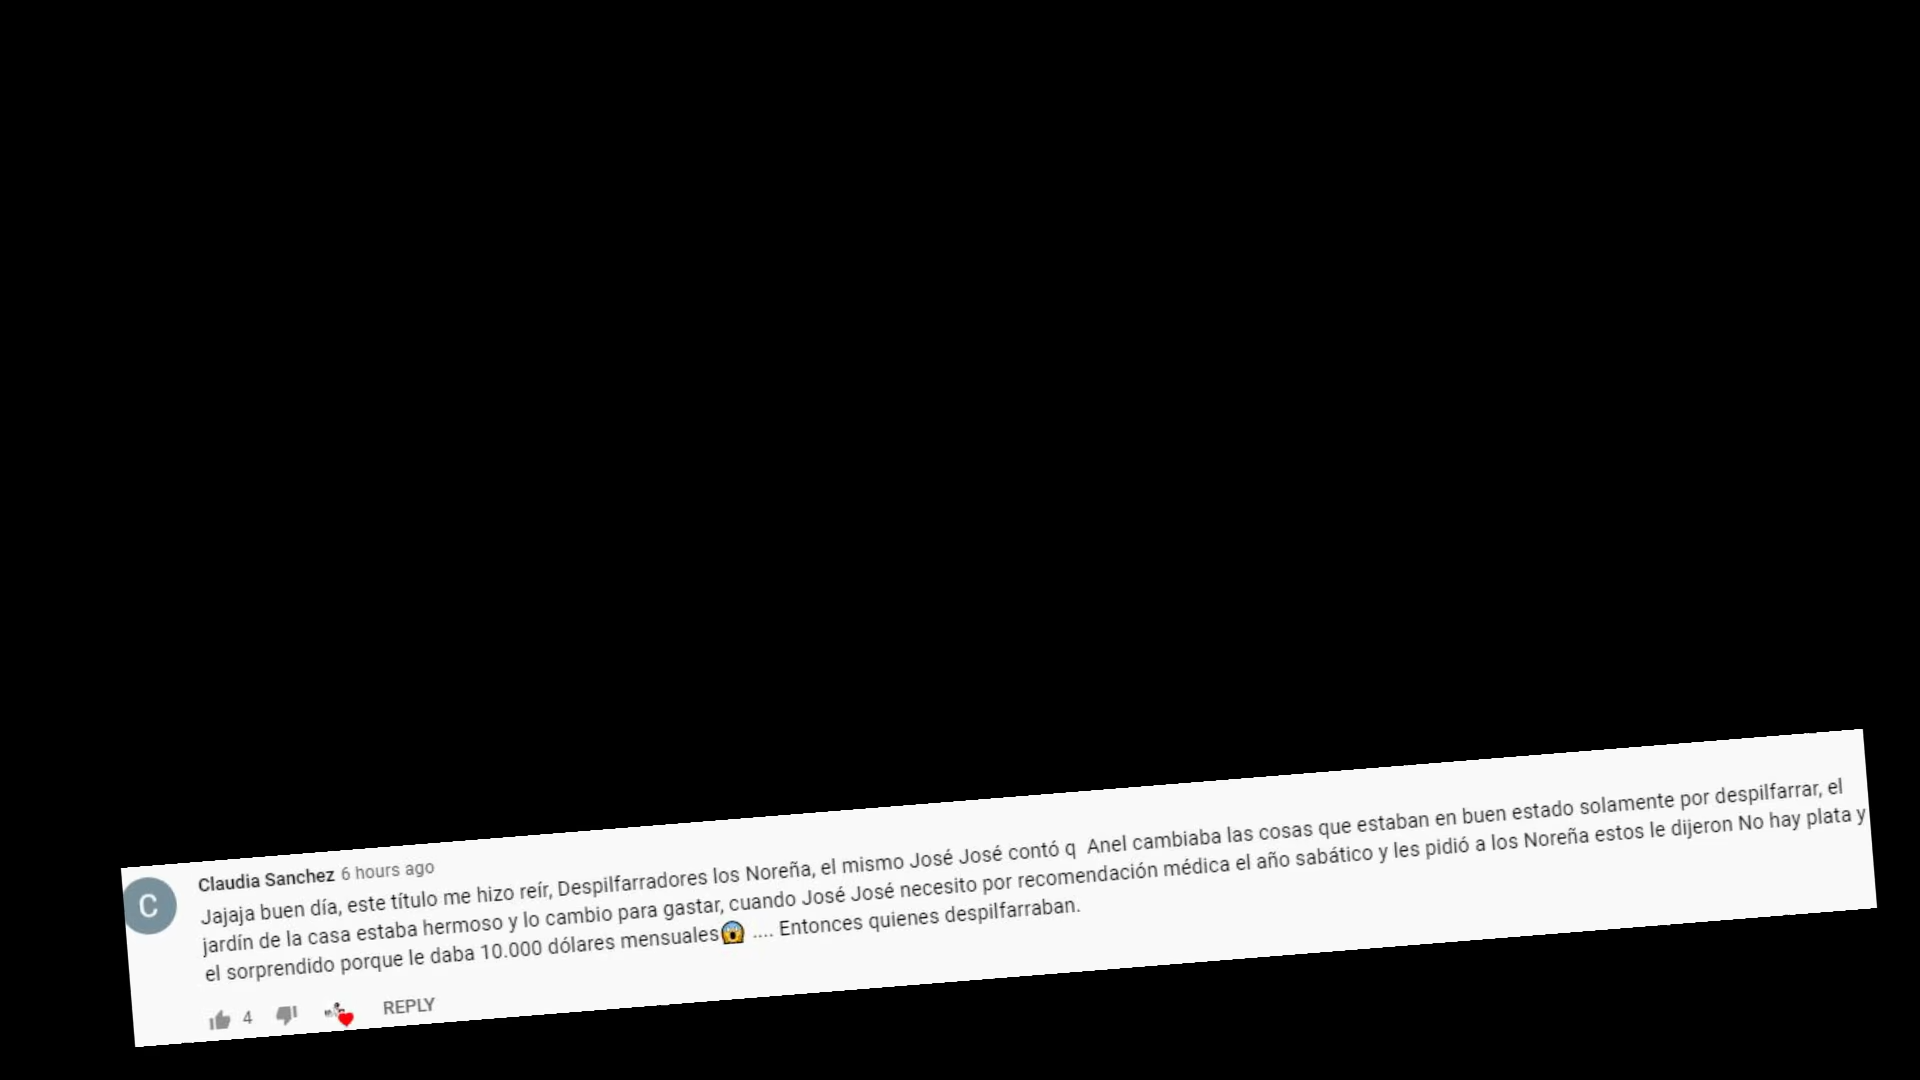 Claudia Sanchez 6 hours ago
Jajaja buen día, este título me hizo reír, Despilfarradores los Noreña, el mismo José José contó q Anel cambiaba las cosas que estaban en buen estado solamente por despilfarrar, el
jardín de la casa estaba hermoso y lo cambio para gastar, cuando José José necesito por recomendación médica el año sabático y les pidió a los Noreña estos le dijeron No hay plata y
el sorprendido porque le daba 10.000 dólares mensuales😱 .... Entonces quienes despilfarraban.
C
4 REPLY